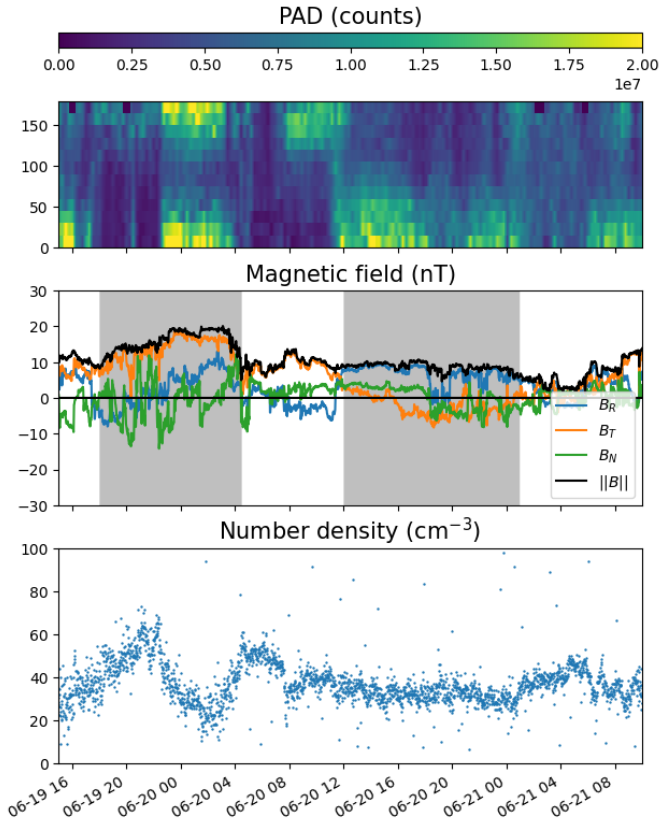 PAD (counts)
0.00 0.25 0.50 0.75 1.00 1.25 1.50 1.75 2.00
1e7
150
100
50
0
Magnetic field (nT)
30
20
10
0
−10
−20
−30
B_R
B_T
B_N
||B||
Number density (cm⁻³)
100
80
60
40
20
0
06-19 16 06-19 20 06-20 00 06-20 04 06-20 08 06-20 12 06-20 16 06-20 20 06-21 00 06-21 04 06-21 08